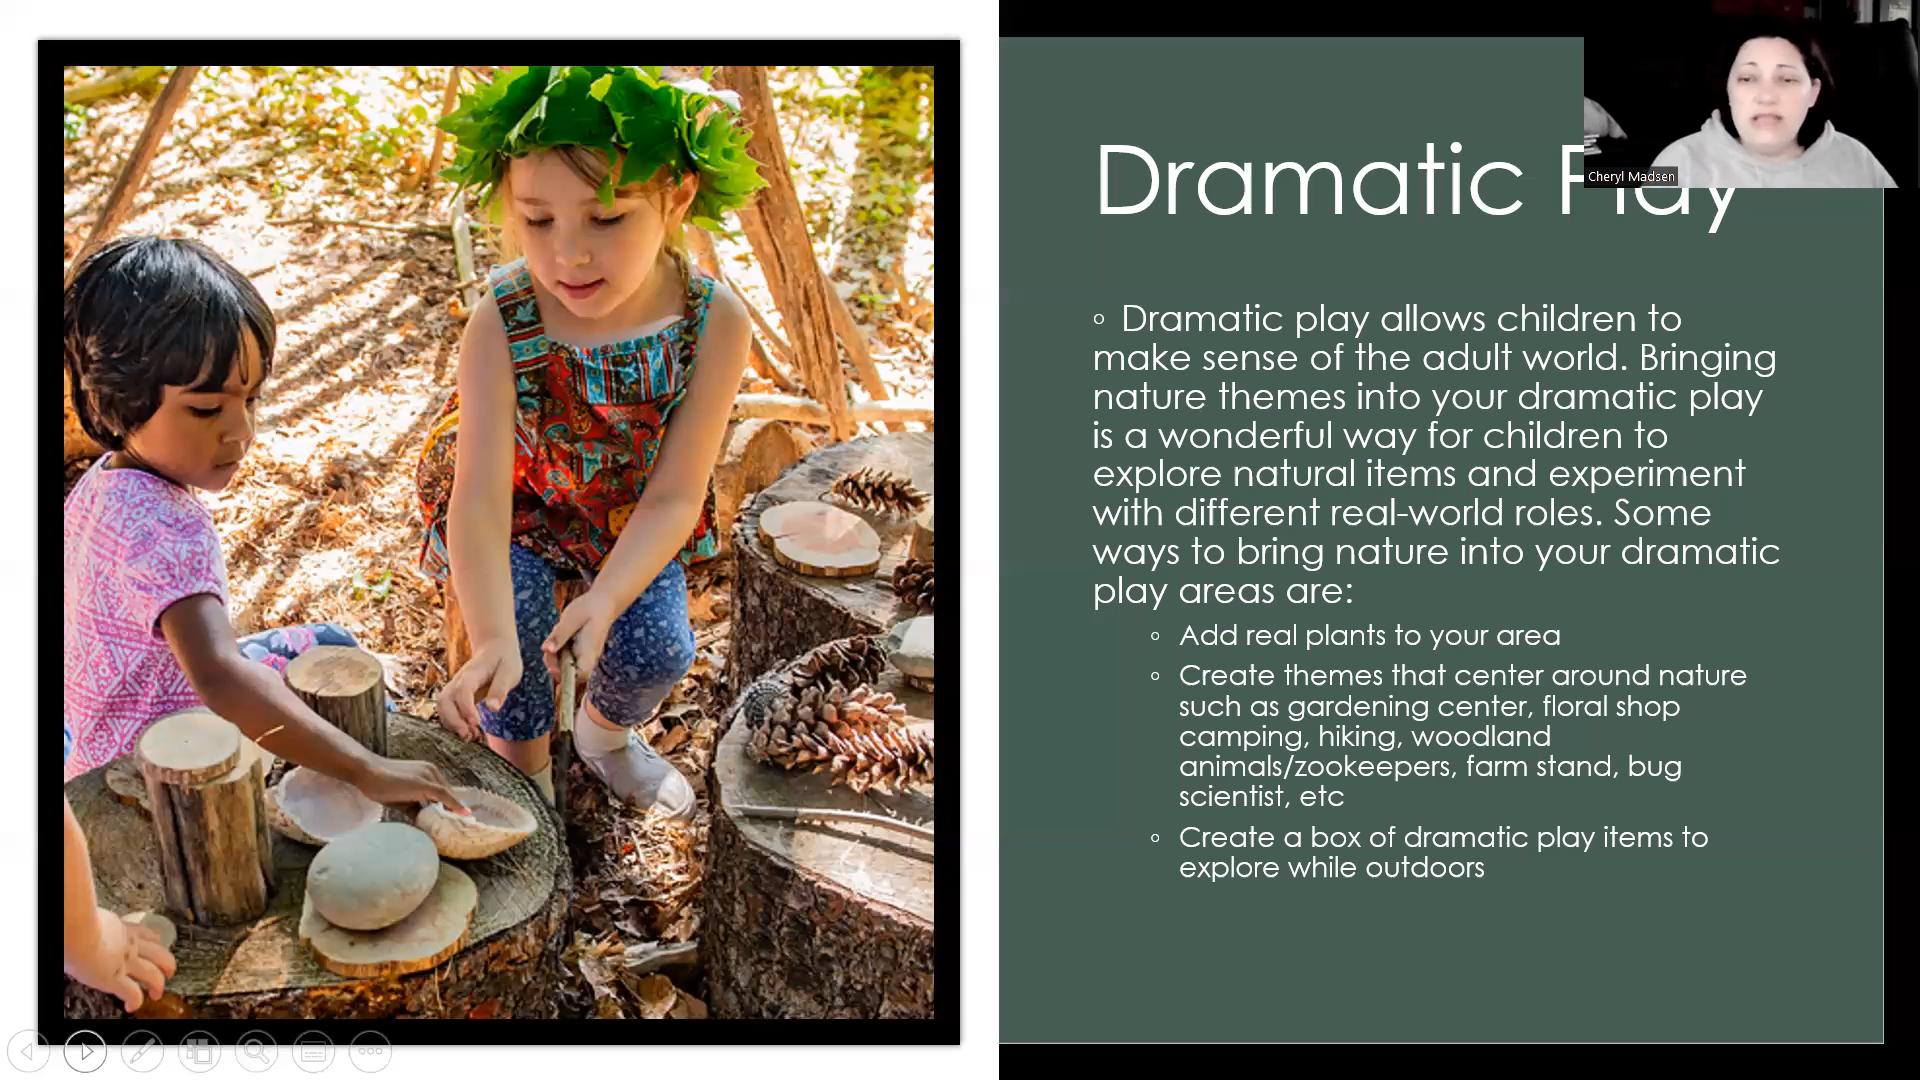 Dramatic Play
Cheryl Madsen
◦ Dramatic play allows children to
make sense of the adult world. Bringing
nature themes into your dramatic play
is a wonderful way for children to
explore natural items and experiment
with different real-world roles. Some
ways to bring nature into your dramatic
play areas are:
◦ Add real plants to your area
◦ Create themes that center around nature
such as gardening center, floral shop
camping, hiking, woodland
animals/zookeepers, farm stand, bug
scientist, etc
◦ Create a box of dramatic play items to
explore while outdoors